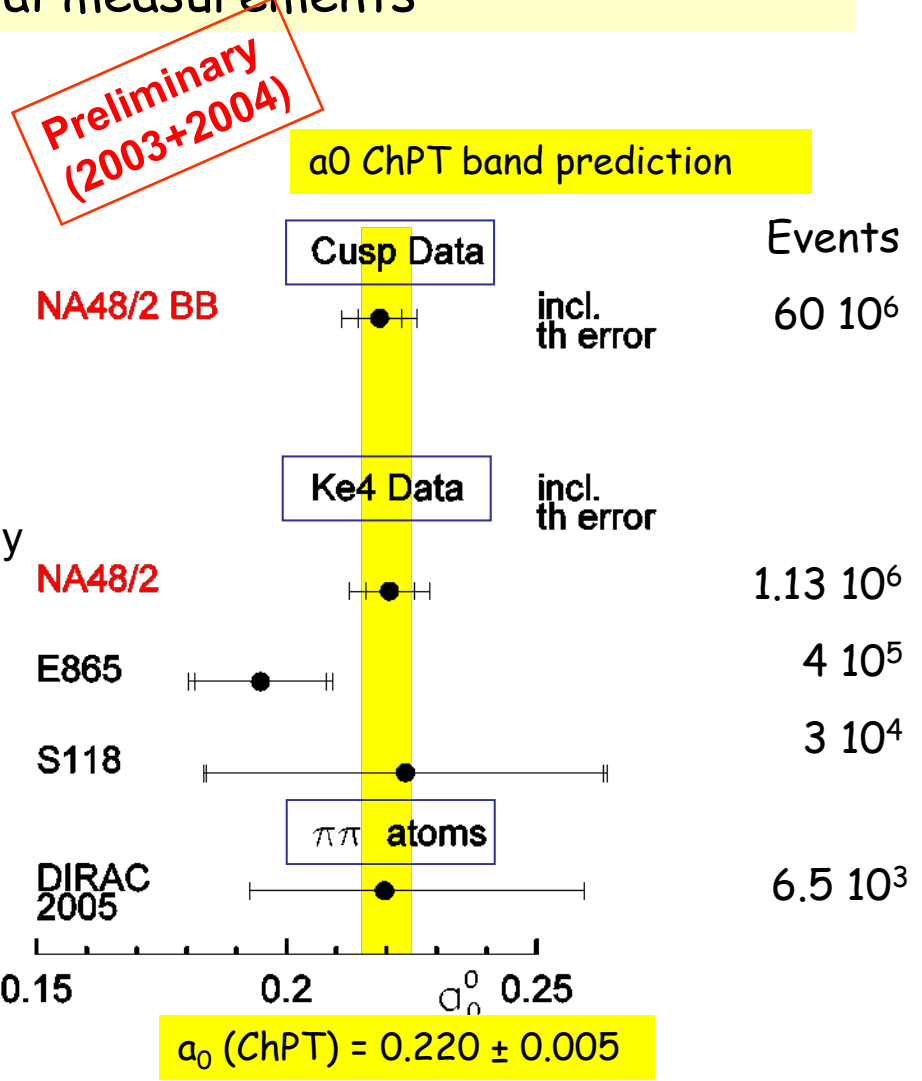 measurements
Preliminary
(2003+2004)
a0 ChPT band prediction
Cusp Data
Events
NA48/2 BB
incl.
th error
60 10⁶
Ke4 Data
incl.
th error
y
NA48/2
1.13 10⁶
E865
4 10⁵
S118
3 10⁴
ππ atoms
DIRAC
2005
6.5 10³
0.15 0.2 a₀⁰ 0.25
a₀ (ChPT) = 0.220 ± 0.005